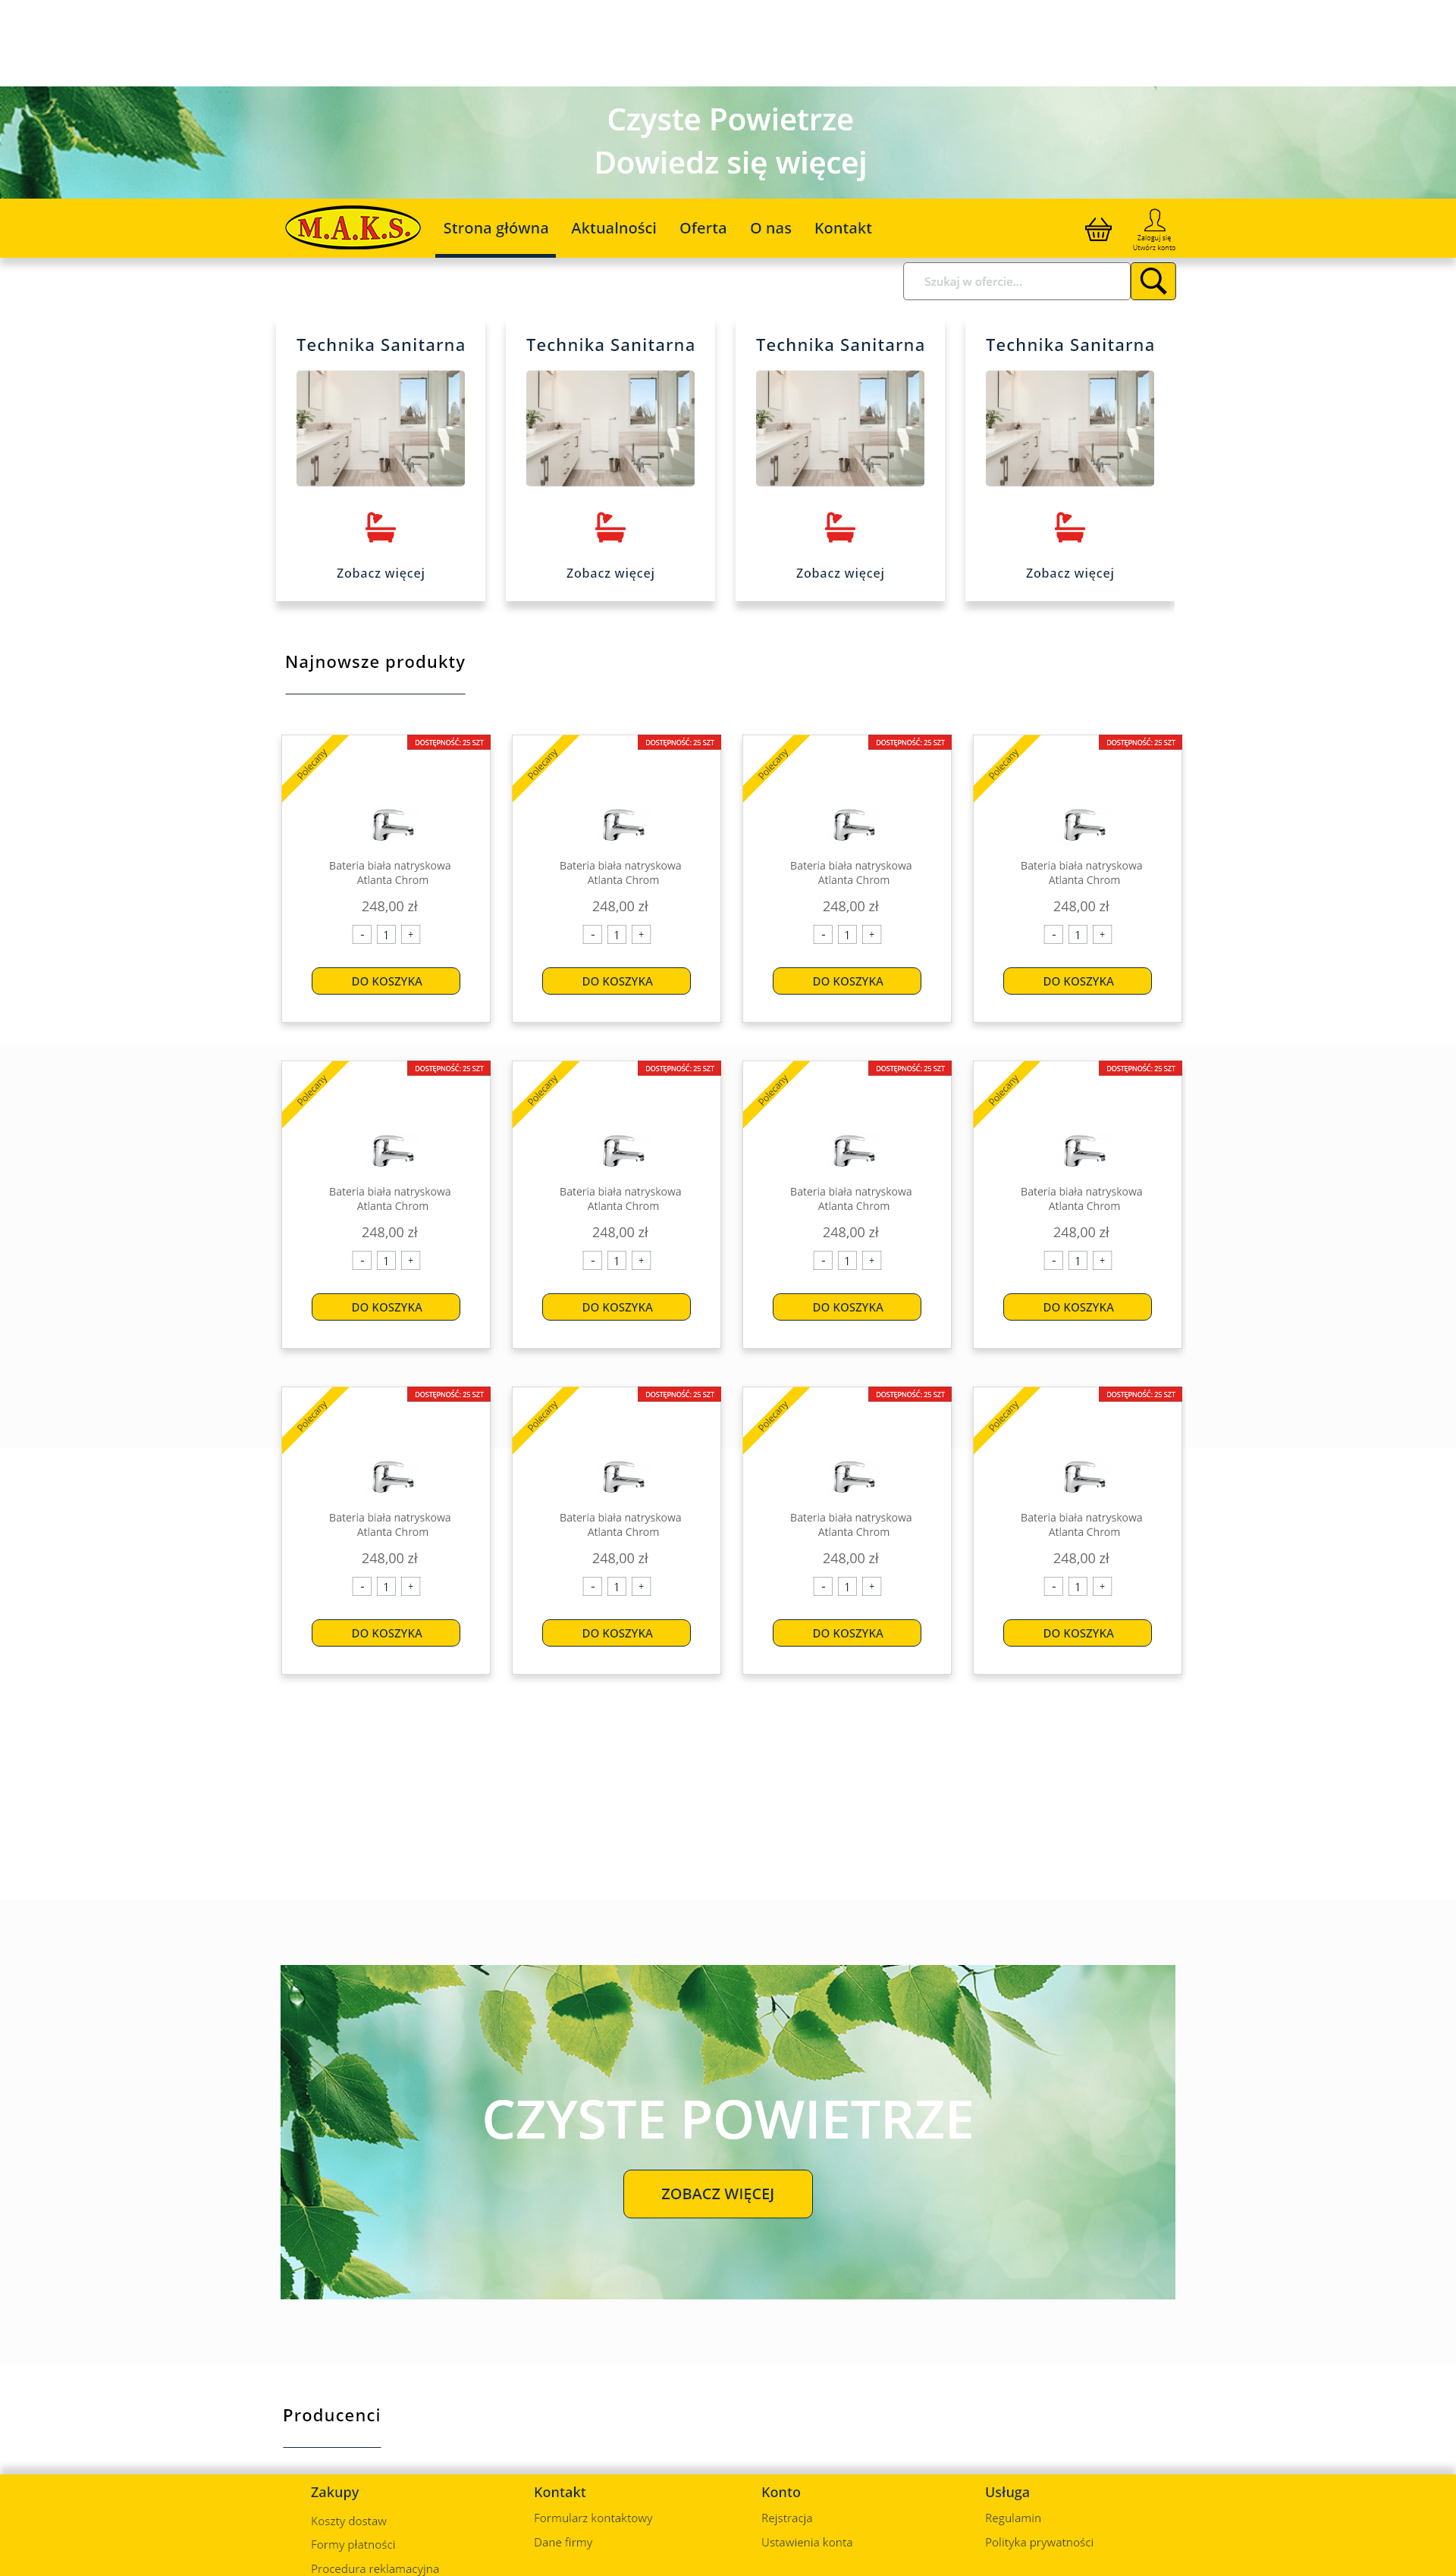 Czyste Powietrze
Dowiedz się więcej
M.A.K.S.
Strona główna Aktualności Oferta O nas Kontakt
Zaloguj się
Utwórz konto
Szukaj w ofercie...
Technika Sanitarna Technika Sanitarna Technika Sanitarna Technika Sanitarna
Zobacz więcej Zobacz więcej Zobacz więcej Zobacz więcej
Najnowsze produkty
Polecany DOSTĘPNOŚĆ: 25 SZT Polecany DOSTĘPNOŚĆ: 25 SZT Polecany DOSTĘPNOŚĆ: 25 SZT Polecany DOSTĘPNOŚĆ: 25 SZT
Bateria biała natryskowa Bateria biała natryskowa Bateria biała natryskowa Bateria biała natryskowa
Atlanta Chrom Atlanta Chrom Atlanta Chrom Atlanta Chrom
248,00 zł 248,00 zł 248,00 zł 248,00 zł
- 1 + - 1 + - 1 + - 1 +
DO KOSZYKA DO KOSZYKA DO KOSZYKA DO KOSZYKA
Polecany DOSTĘPNOŚĆ: 25 SZT Polecany DOSTĘPNOŚĆ: 25 SZT Polecany DOSTĘPNOŚĆ: 25 SZT Polecany DOSTĘPNOŚĆ: 25 SZT
Bateria biała natryskowa Bateria biała natryskowa Bateria biała natryskowa Bateria biała natryskowa
Atlanta Chrom Atlanta Chrom Atlanta Chrom Atlanta Chrom
248,00 zł 248,00 zł 248,00 zł 248,00 zł
- 1 + - 1 + - 1 + - 1 +
DO KOSZYKA DO KOSZYKA DO KOSZYKA DO KOSZYKA
Polecany DOSTĘPNOŚĆ: 25 SZT Polecany DOSTĘPNOŚĆ: 25 SZT Polecany DOSTĘPNOŚĆ: 25 SZT Polecany DOSTĘPNOŚĆ: 25 SZT
Bateria biała natryskowa Bateria biała natryskowa Bateria biała natryskowa Bateria biała natryskowa
Atlanta Chrom Atlanta Chrom Atlanta Chrom Atlanta Chrom
248,00 zł 248,00 zł 248,00 zł 248,00 zł
- 1 + - 1 + - 1 + - 1 +
DO KOSZYKA DO KOSZYKA DO KOSZYKA DO KOSZYKA
CZYSTE POWIETRZE
ZOBACZ WIĘCEJ
Producenci
Zakupy
Koszty dostaw
Formy płatności
Procedura reklamacyjna
Kontakt
Formularz kontaktowy
Dane firmy
Konto
Rejstracja
Ustawienia konta
Usługa
Regulamin
Polityka prywatności